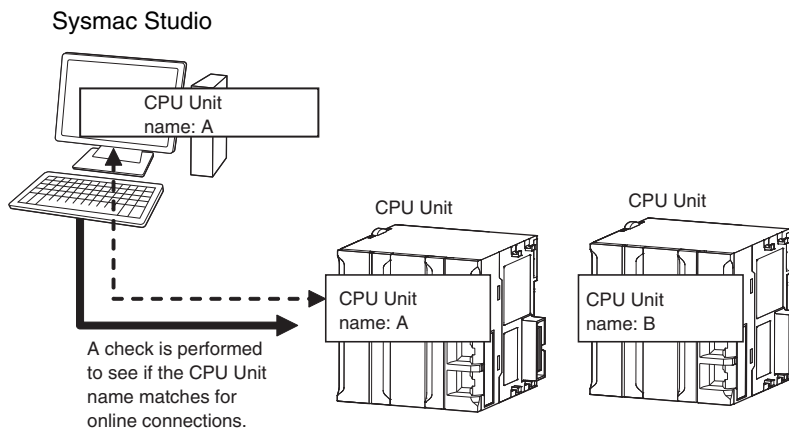 Sysmac Studio
CPU Unit
name: A
CPU Unit
CPU Unit
name: A
CPU Unit
CPU Unit
name: B
A check is performed
to see if the CPU Unit
name matches for
online connections.